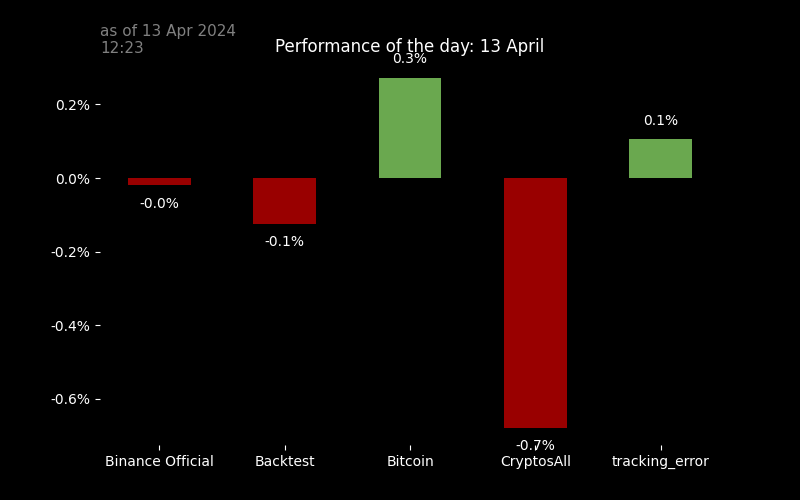 as of 13 Apr 2024
12:23
Performance of the day: 13 April
0.3%
0.2%
0.1%
0.0%
-0.0%
-0.1%
-0.2%
-0.4%
-0.6%
-0.7%
Binance Official
Backtest
Bitcoin
CryptosAll
tracking_error